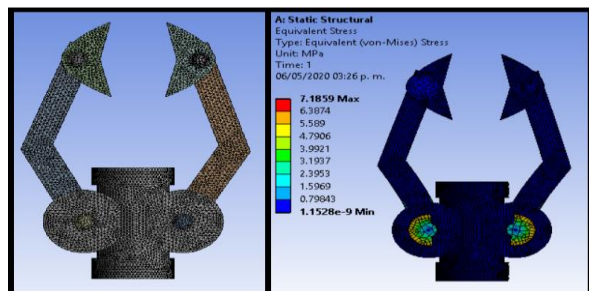 A: Static Structural
Equivalent Stress
Type: Equivalent (von-Mises) Stress
Unit: MPa
Time: 1
06/05/2020 03:26 p. m.
7.1859 Max
6.3874
5.589
4.7906
3.9921
3.1937
2.3953
1.5969
0.79843
1.1528e-9 Min